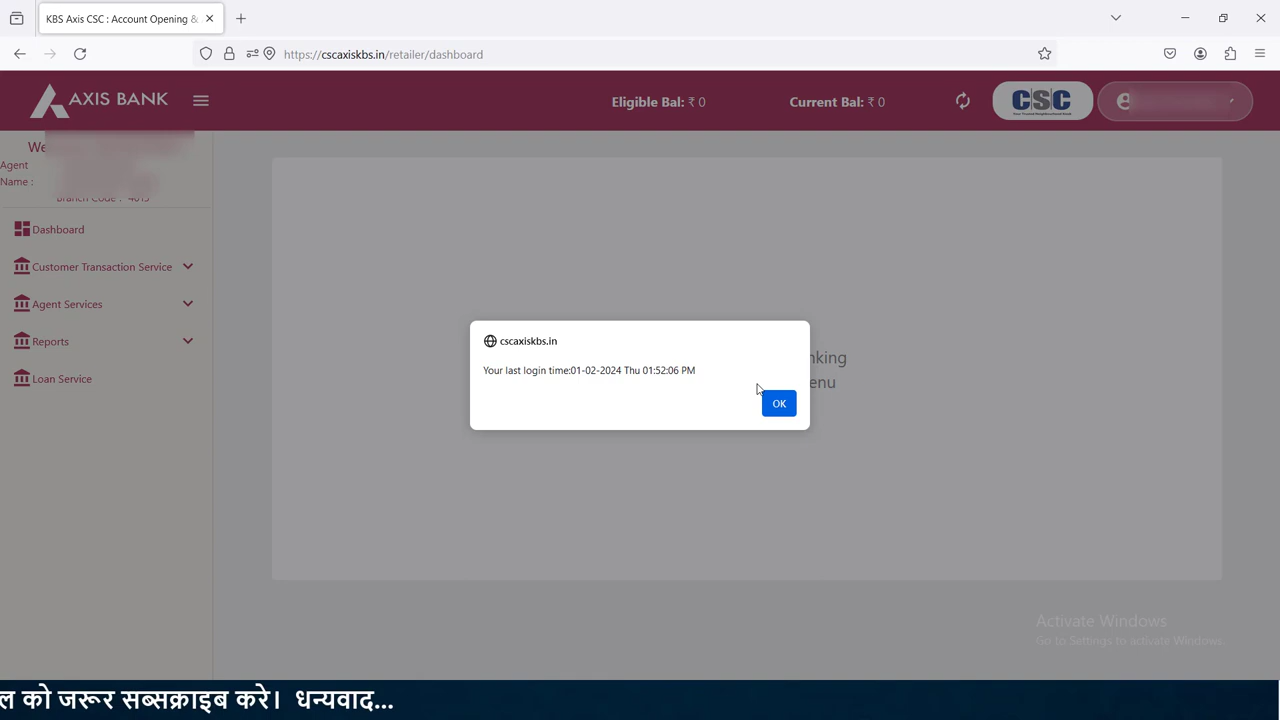 KBS Axis CSC : Account Opening &
https://cscaxiskbs.in/retailer/dashboard
AXIS BANK
Eligible Bal: ₹ 0
Current Bal: ₹ 0
CSC
Agent
Name :
Branch Code : 4015
Dashboard
Customer Transaction Service
Agent Services
Reports
Loan Service
cscaxiskbs.in
Your last login time:01-02-2024 Thu 01:52:06 PM
OK
Activate Windows
Go to Settings to activate Windows.
ल को जरूर सब्सक्राइब करे। धन्यवाद...